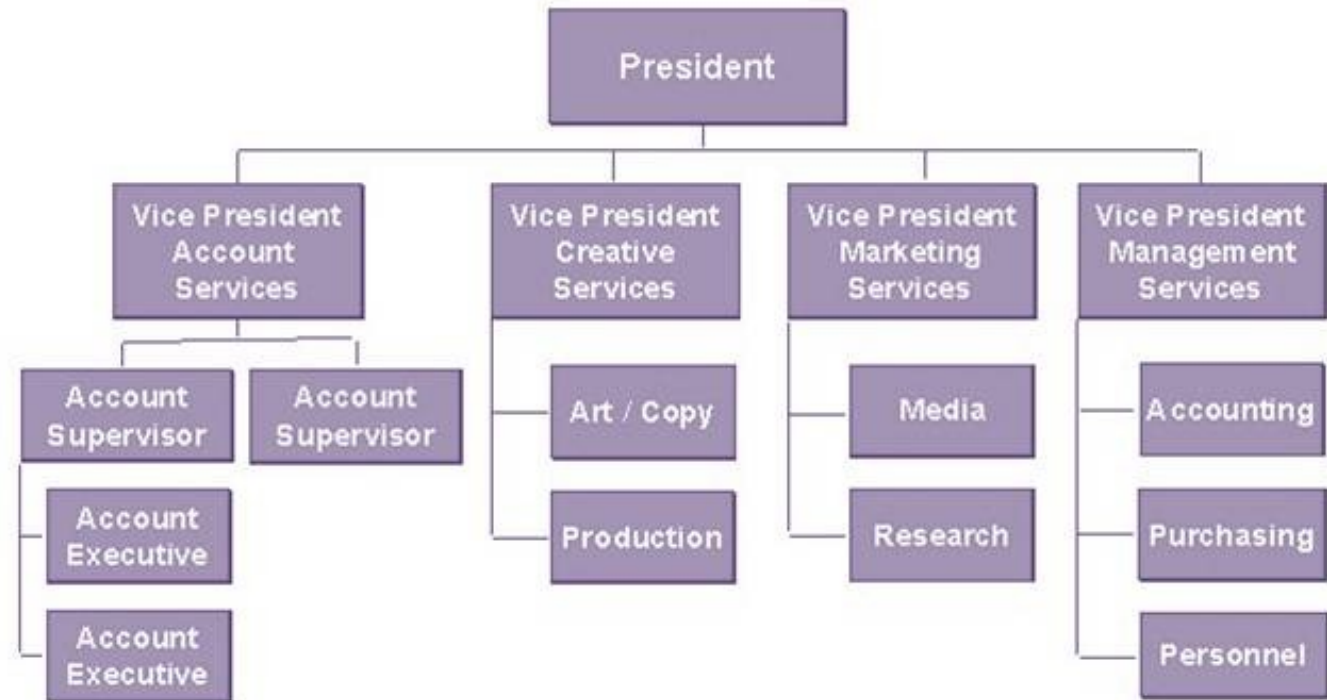 President
Vice President
Account
Services
Vice President
Creative
Services
Vice President
Marketing
Services
Vice President
Management
Services
Account
Supervisor
Account
Supervisor
Art / Copy
Media
Accounting
Account
Executive
Production
Research
Purchasing
Account
Executive
Personnel